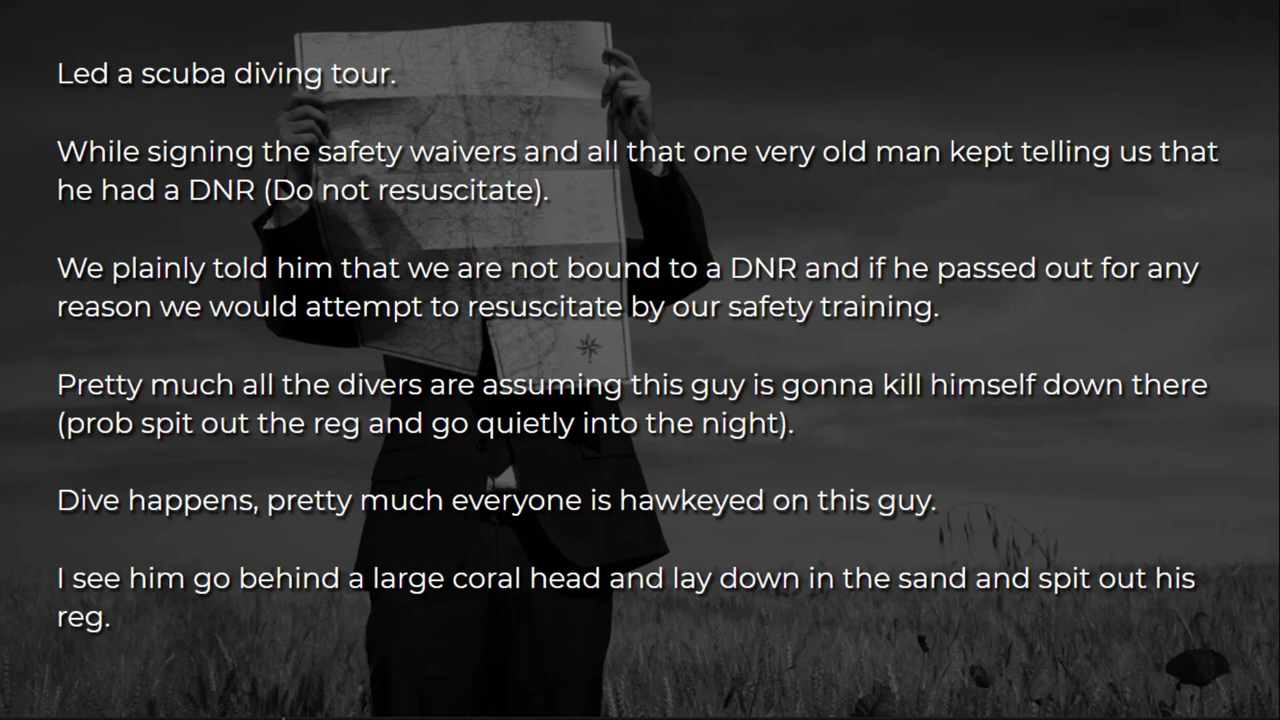 Led a scuba diving tour.
While signing the safety waivers and all that one very old man kept telling us that
he had a DNR (Do not resuscitate).
We plainly told him that we are not bound to a DNR and if he passed out for any
reason we would attempt to resuscitate by our safety training.
Pretty much all the divers are assuming this guy is gonna kill himself down there
(prob spit out the reg and go quietly into the night).
Dive happens, pretty much everyone is hawkeyed on this guy.
I see him go behind a large coral head and lay down in the sand and spit out his
reg.